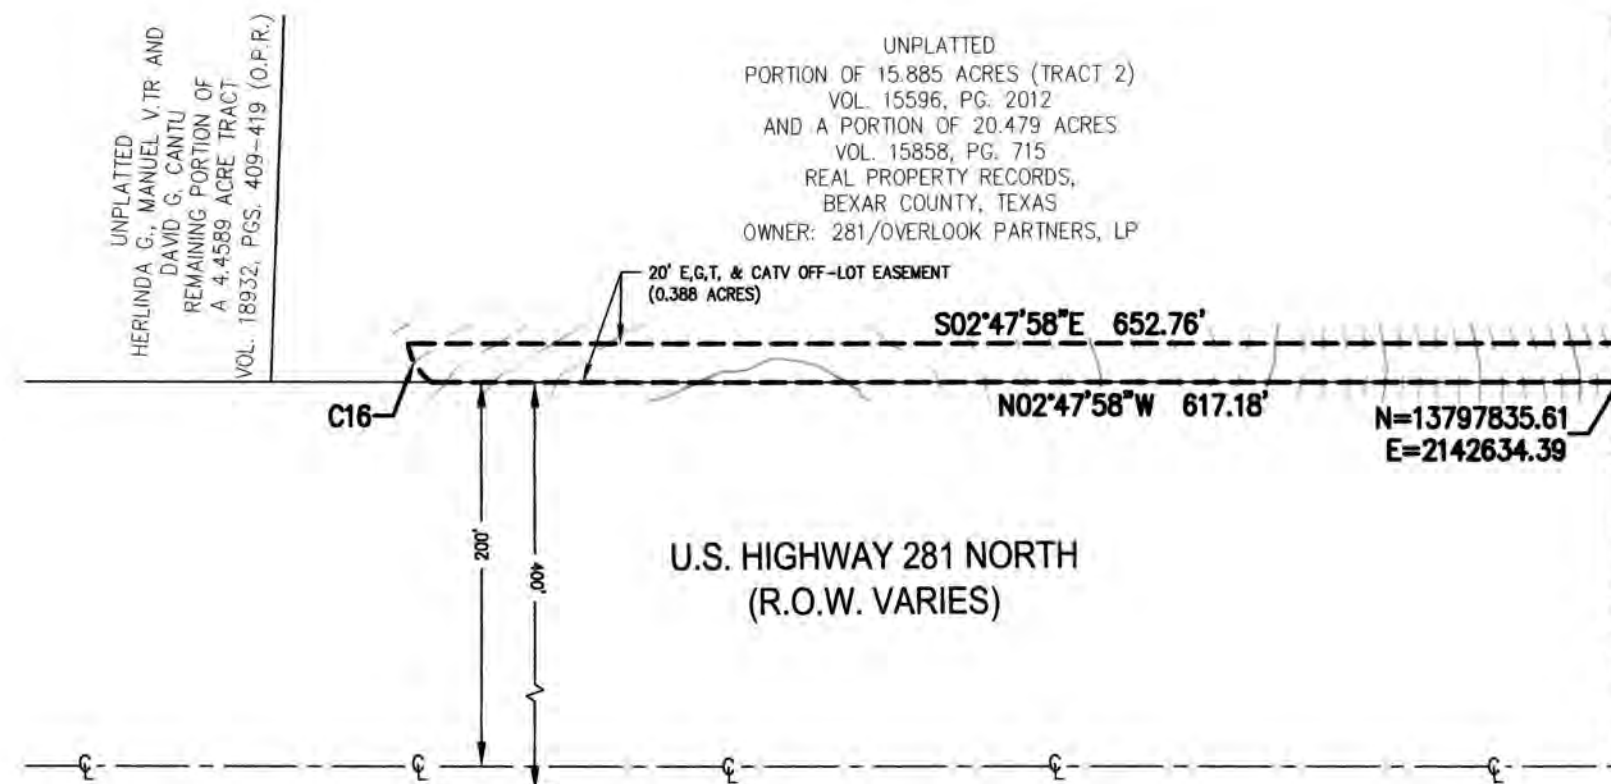 UNPLATTED
HERLINDA G., MANUEL V.TR AND
DAVID G. CANTU
REMAINING PORTION OF
A 4.4589 ACRE TRACT
VOL. 18932, PGS. 409-419 (O.P.R.)
UNPLATTED
PORTION OF 15.885 ACRES (TRACT 2)
VOL. 15596, PG. 2012
AND A PORTION OF 20.479 ACRES
VOL. 15858, PG. 715
REAL PROPERTY RECORDS,
BEXAR COUNTY, TEXAS
OWNER: 281/OVERLOOK PARTNERS, LP
20' E,G,T, & CATV OFF-LOT EASEMENT
(0.388 ACRES)
S02°47'58"E 652.76'
C16
N02°47'58"W 617.18'
N=13797835.61
E=2142634.39
200'
400'
U.S. HIGHWAY 281 NORTH
(R.O.W. VARIES)
℄ ℄ ℄ ℄ ℄